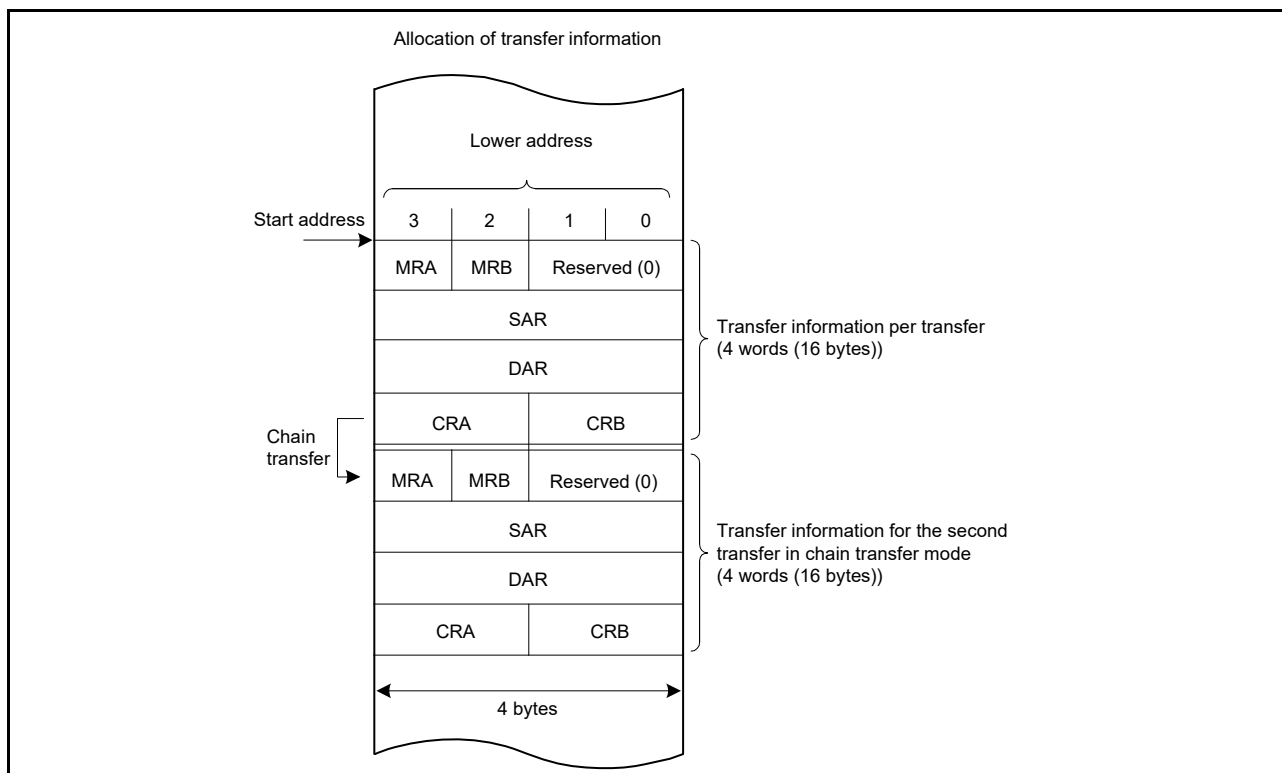 Allocation of transfer information
Lower address
Start address
3 2 1 0
MRA MRB Reserved (0)
SAR
Transfer information per transfer
(4 words (16 bytes))
DAR
CRA CRB
Chain
transfer
MRA MRB Reserved (0)
SAR
Transfer information for the second
transfer in chain transfer mode
(4 words (16 bytes))
DAR
CRA CRB
4 bytes